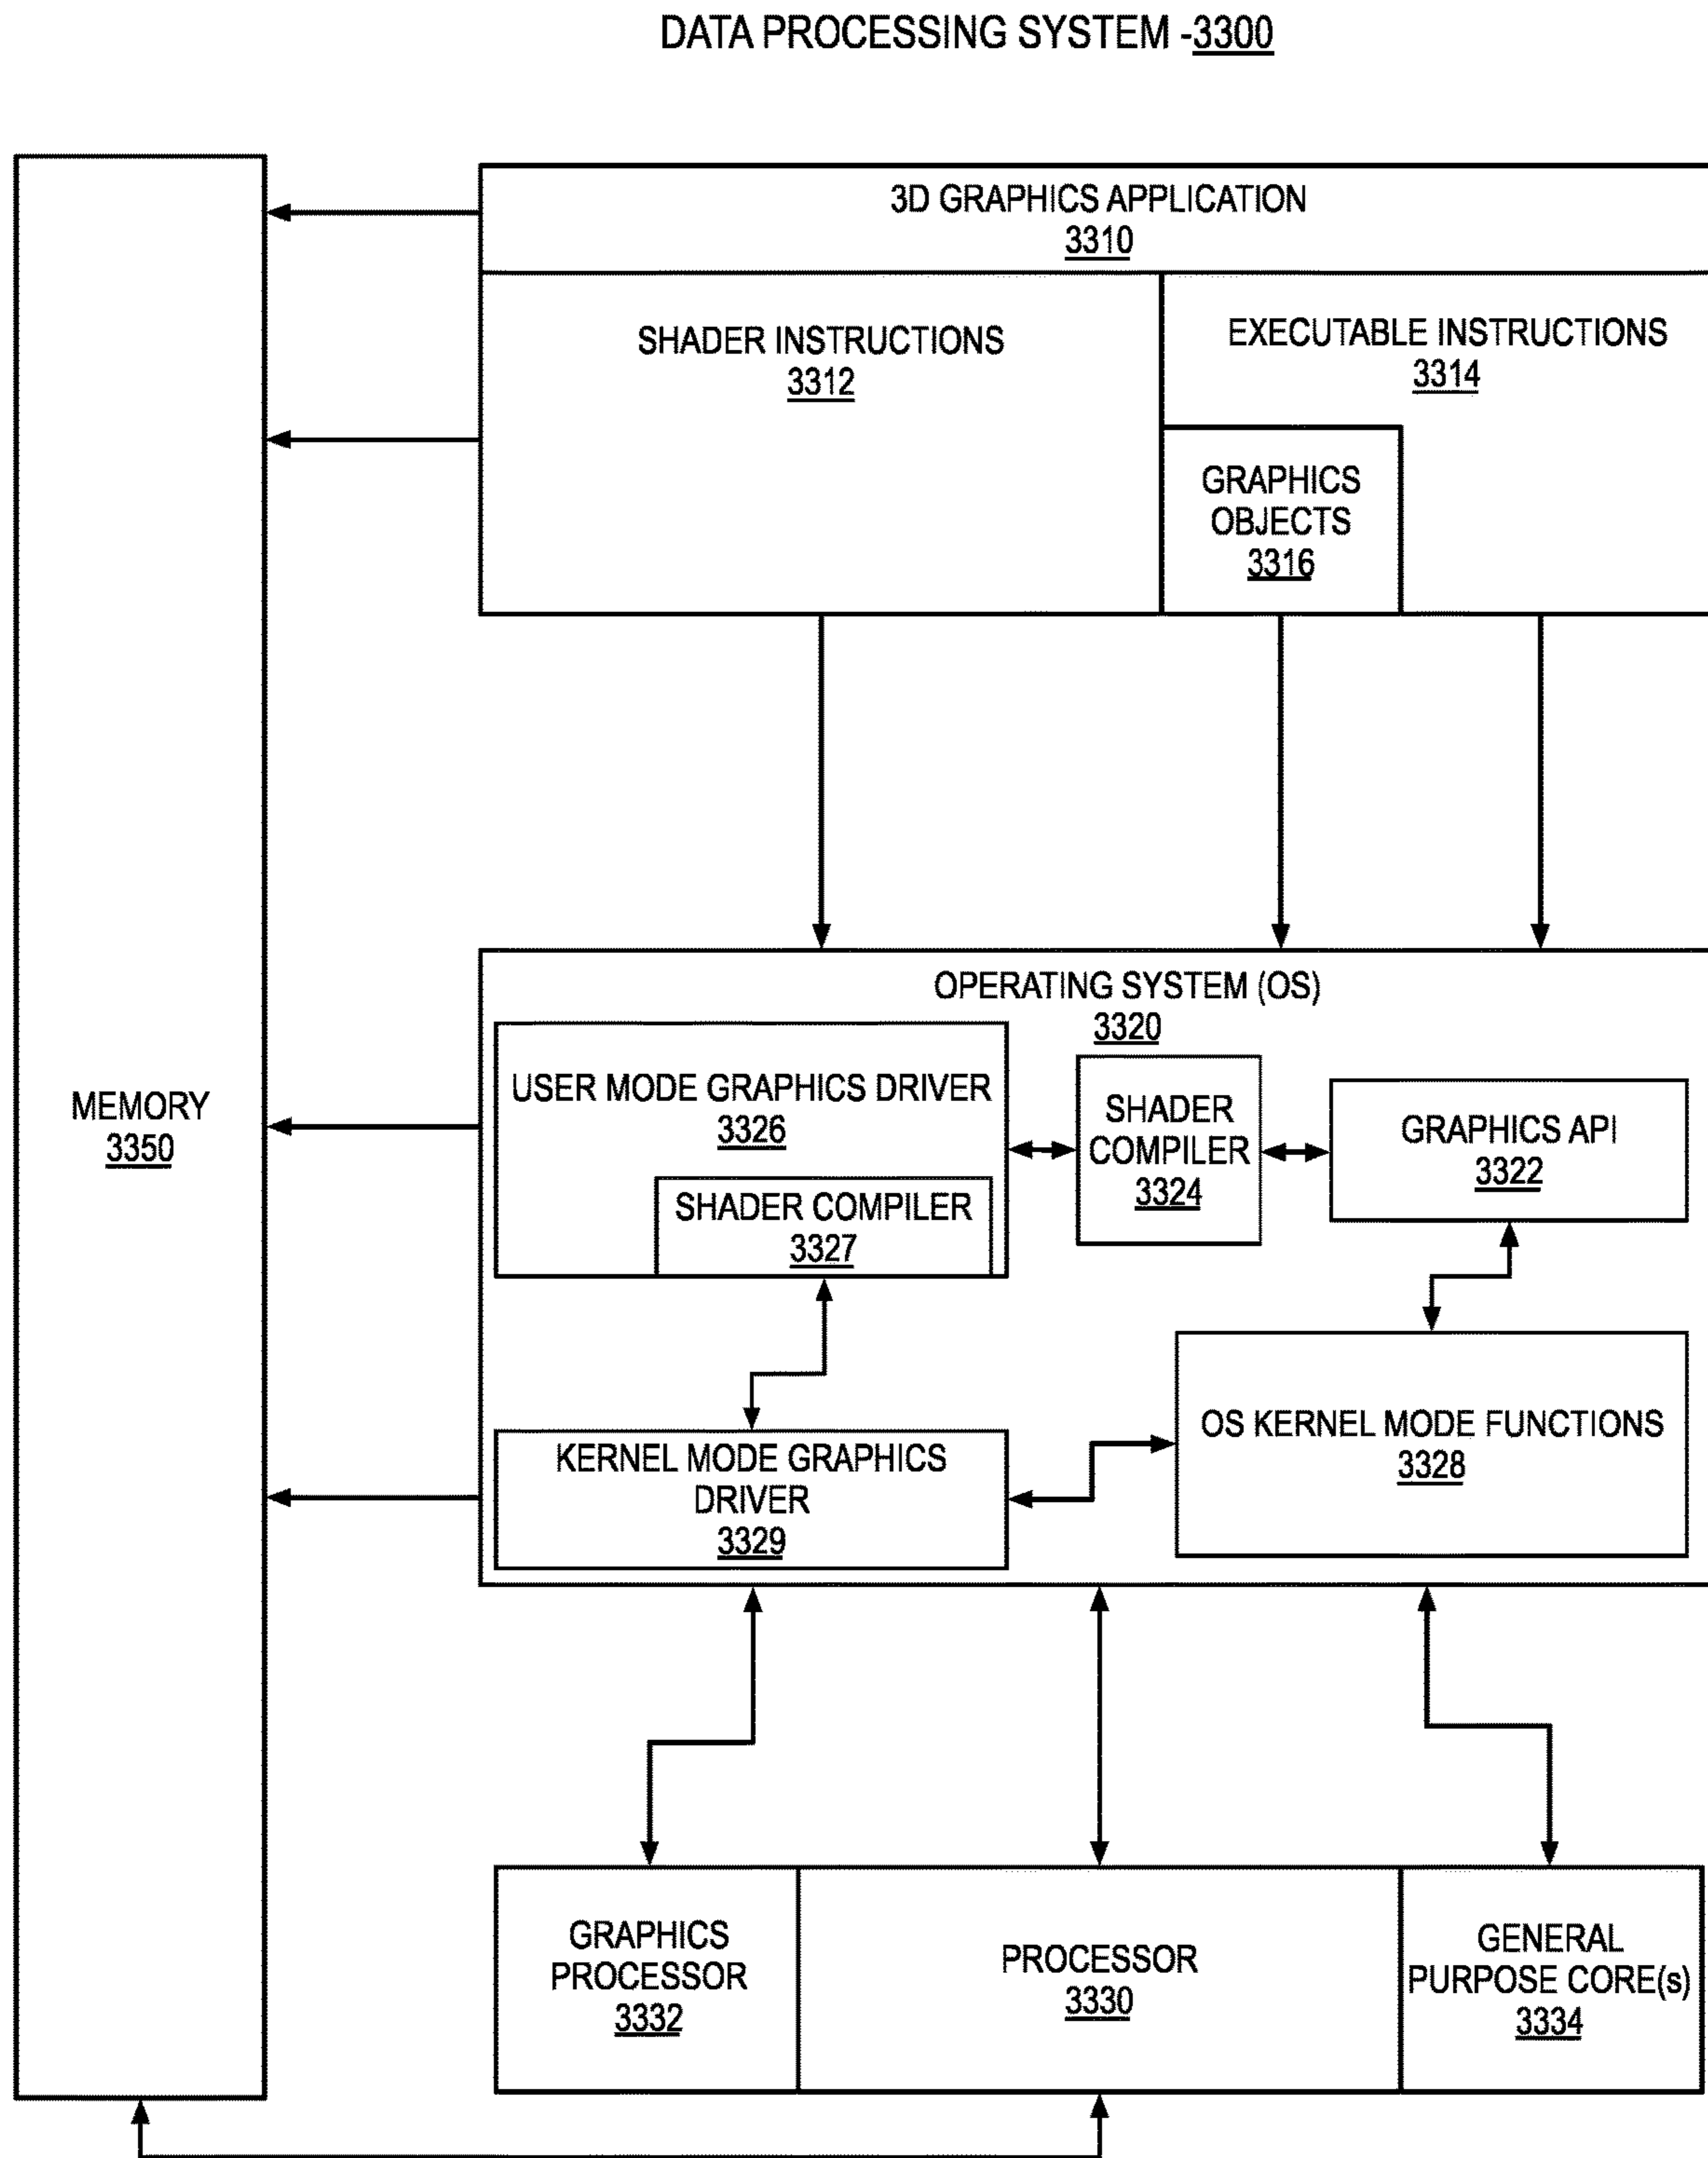 DATA PROCESSING SYSTEM -3300
3D GRAPHICS APPLICATION
3310
SHADER INSTRUCTIONS
3312
EXECUTABLE INSTRUCTIONS
3314
GRAPHICS
OBJECTS
3316
OPERATING SYSTEM (OS)
3320
USER MODE GRAPHICS DRIVER
3326
SHADER COMPILER
3327
SHADER
COMPILER
3324
GRAPHICS API
3322
MEMORY
3350
KERNEL MODE GRAPHICS
DRIVER
3329
OS KERNEL MODE FUNCTIONS
3328
GRAPHICS
PROCESSOR
3332
PROCESSOR
3330
GENERAL
PURPOSE CORE(s)
3334